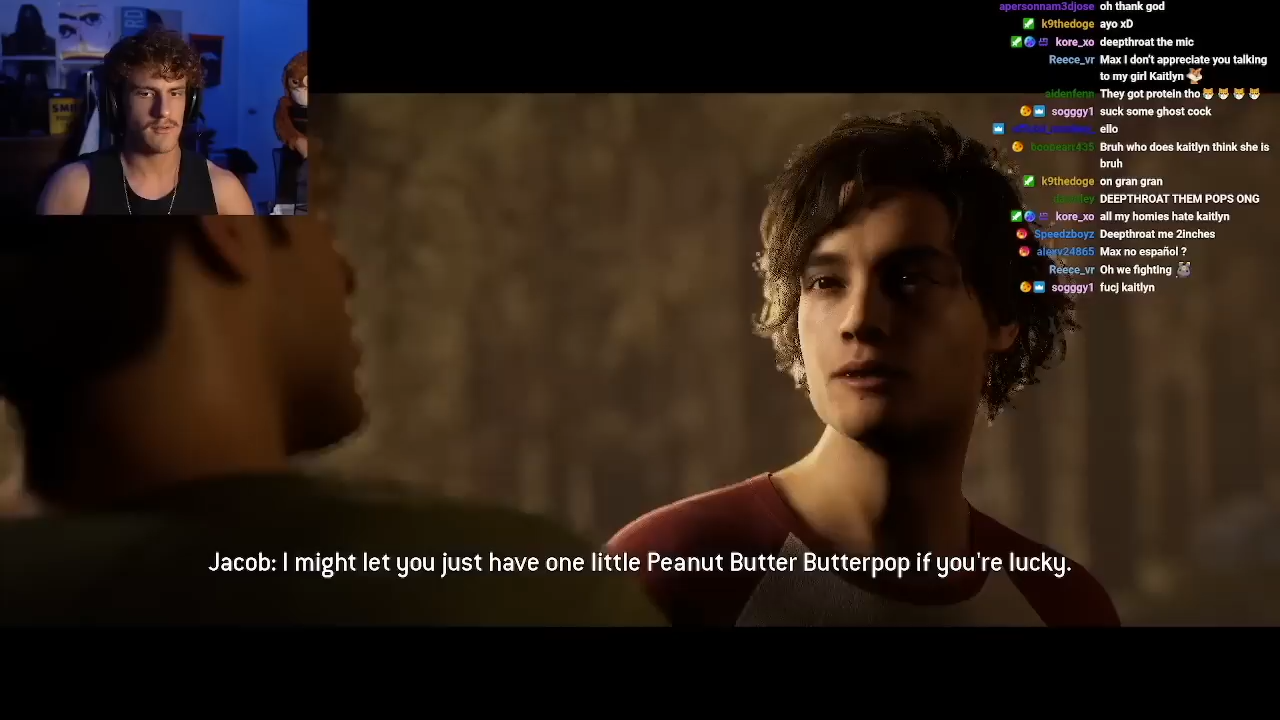 apersonnam3djose oh thank god
k9thedoge ayo xD
kore_xo deepthroat the mic
Reece_vr Max I don't appreciate you talking
to my girl Kaitlyn
aidenfenn They got protein tho
sogggy1 suck some ghost cock
ello
boobearr435 Bruh who does kaitlyn think she is
bruh
k9thedoge on gran gran
DEEPTHROAT THEM POPS ONG
kore_xo all my homies hate kaitlyn
Speedzboyz Deepthroat me 2inches
alexv24865 Max no español ?
Reece_vr Oh we fighting
sogggy1 fucj kaitlyn
Jacob: I might let you just have one little Peanut Butter Butterpop if you're lucky.